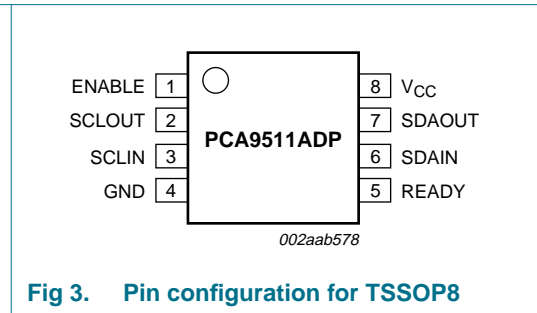 ENABLE 1 8 VCC
SCLOUT 2 7 SDAOUT
PCA9511ADP
SCLIN 3 6 SDAIN
GND 4 5 READY
002aab578
Fig 3. Pin configuration for TSSOP8